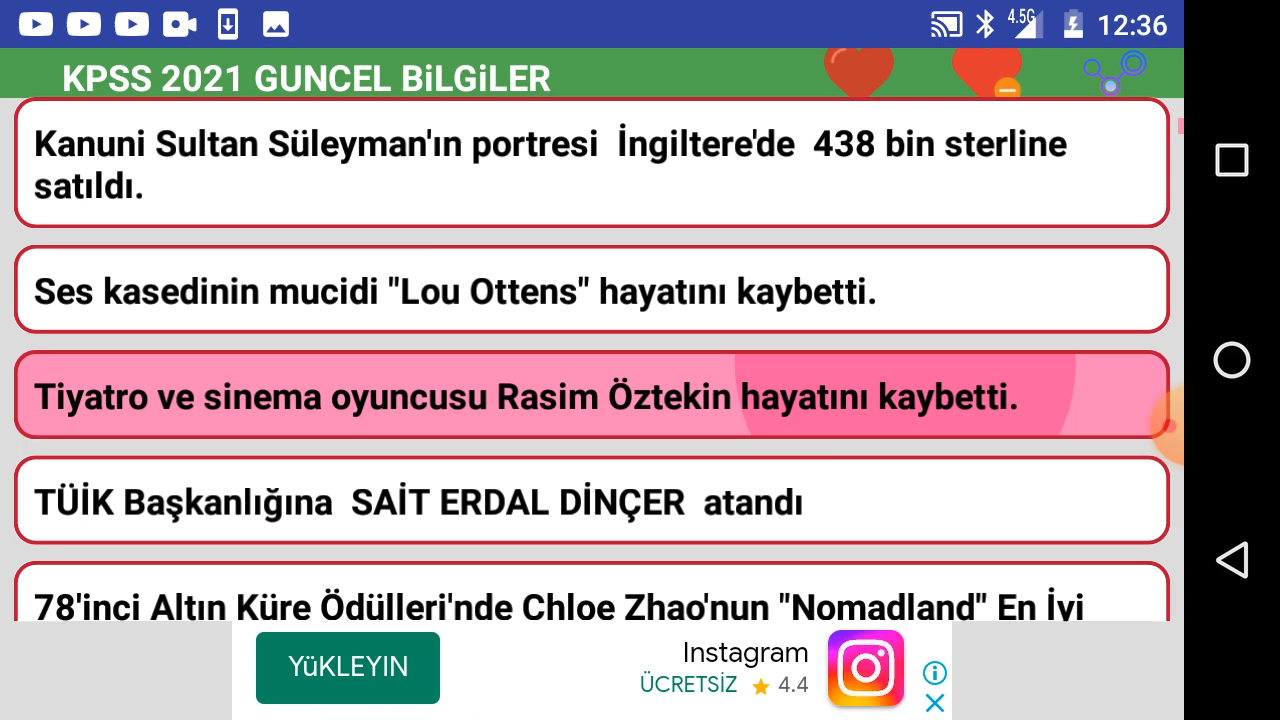 4.5G 12:36
KPSS 2021 GUNCEL BiLGiLER
Kanuni Sultan Süleyman'ın portresi İngiltere'de 438 bin sterline
satıldı.
Ses kasedinin mucidi "Lou Ottens" hayatını kaybetti.
Tiyatro ve sinema oyuncusu Rasim Öztekin hayatını kaybetti.
TÜİK Başkanlığına SAİT ERDAL DİNÇER atandı
78'inci Altın Küre Ödülleri'nde Chloe Zhao'nun "Nomadland" En İyi
YüKLEYIN
Instagram
ÜCRETSİZ 4.4